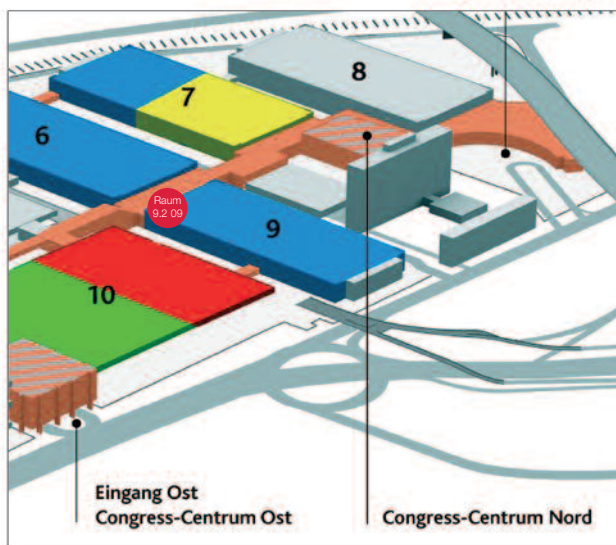 8
7
6
Raum
9.2 09
9
10
Eingang Ost
Congress-Centrum Ost
Congress-Centrum Nord